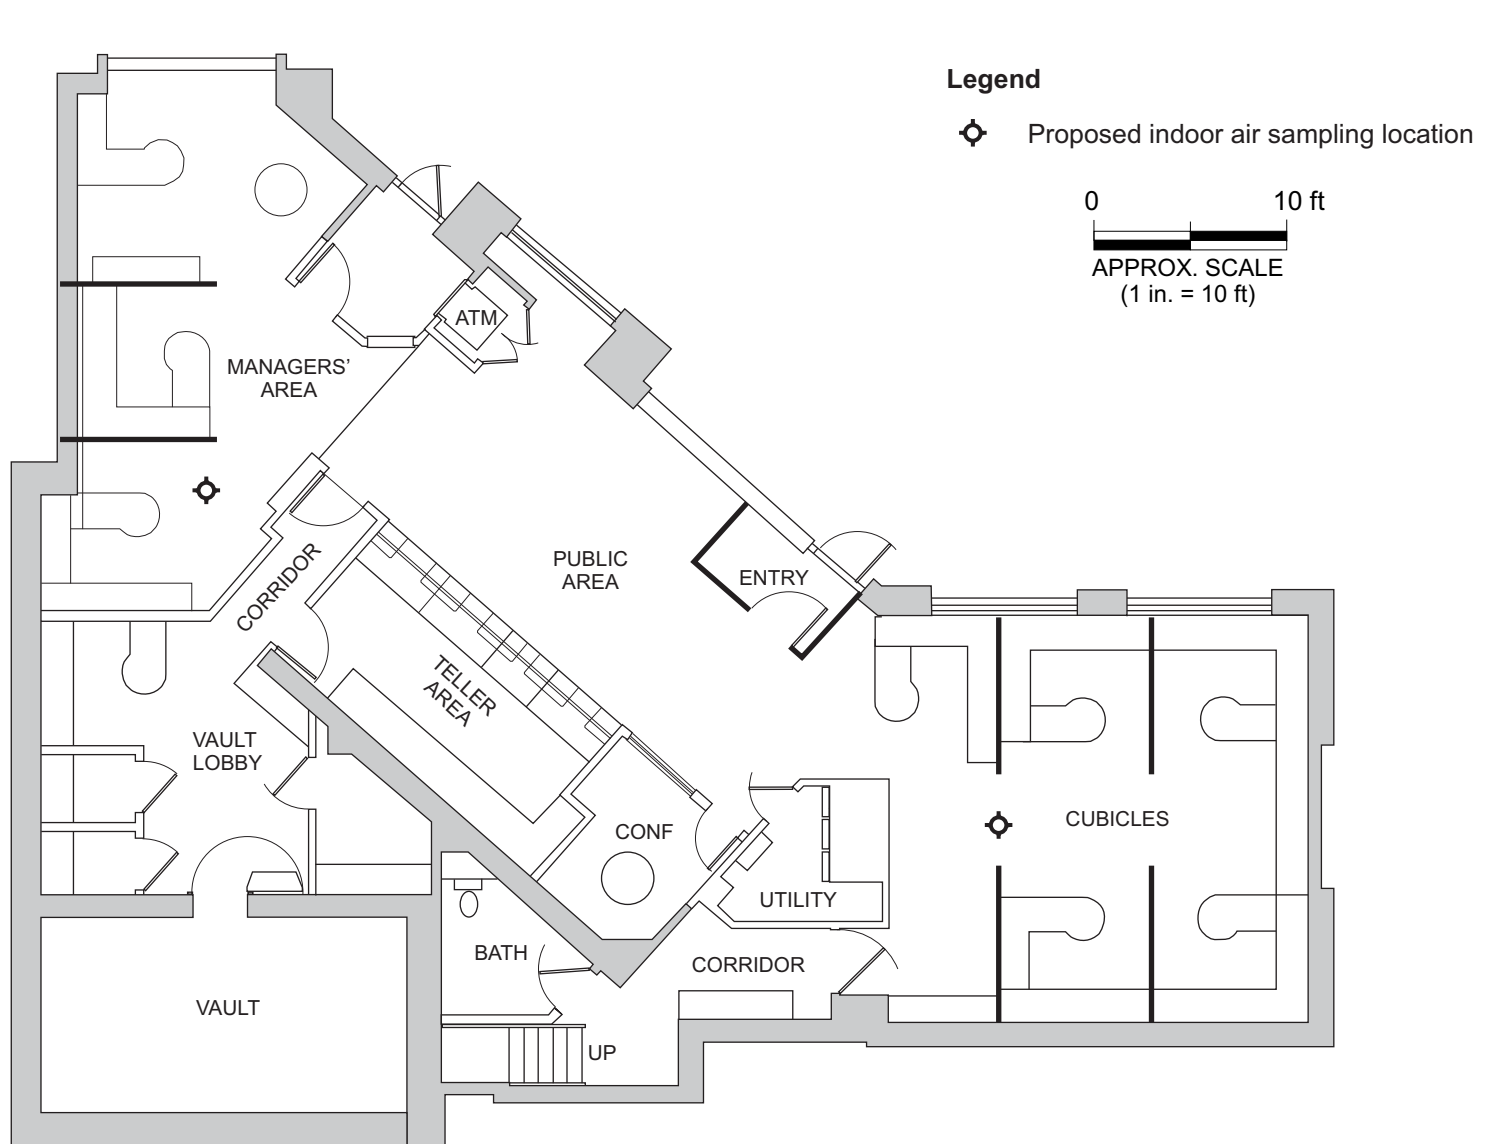 Legend
Proposed indoor air sampling location
0 10 ft
APPROX. SCALE
(1 in. = 10 ft)
ATM
MANAGERS’
AREA
PUBLIC
AREA
ENTRY
CORRIDOR
TELLER
AREA
VAULT
LOBBY
CONF
CUBICLES
UTILITY
BATH
CORRIDOR
VAULT
UP